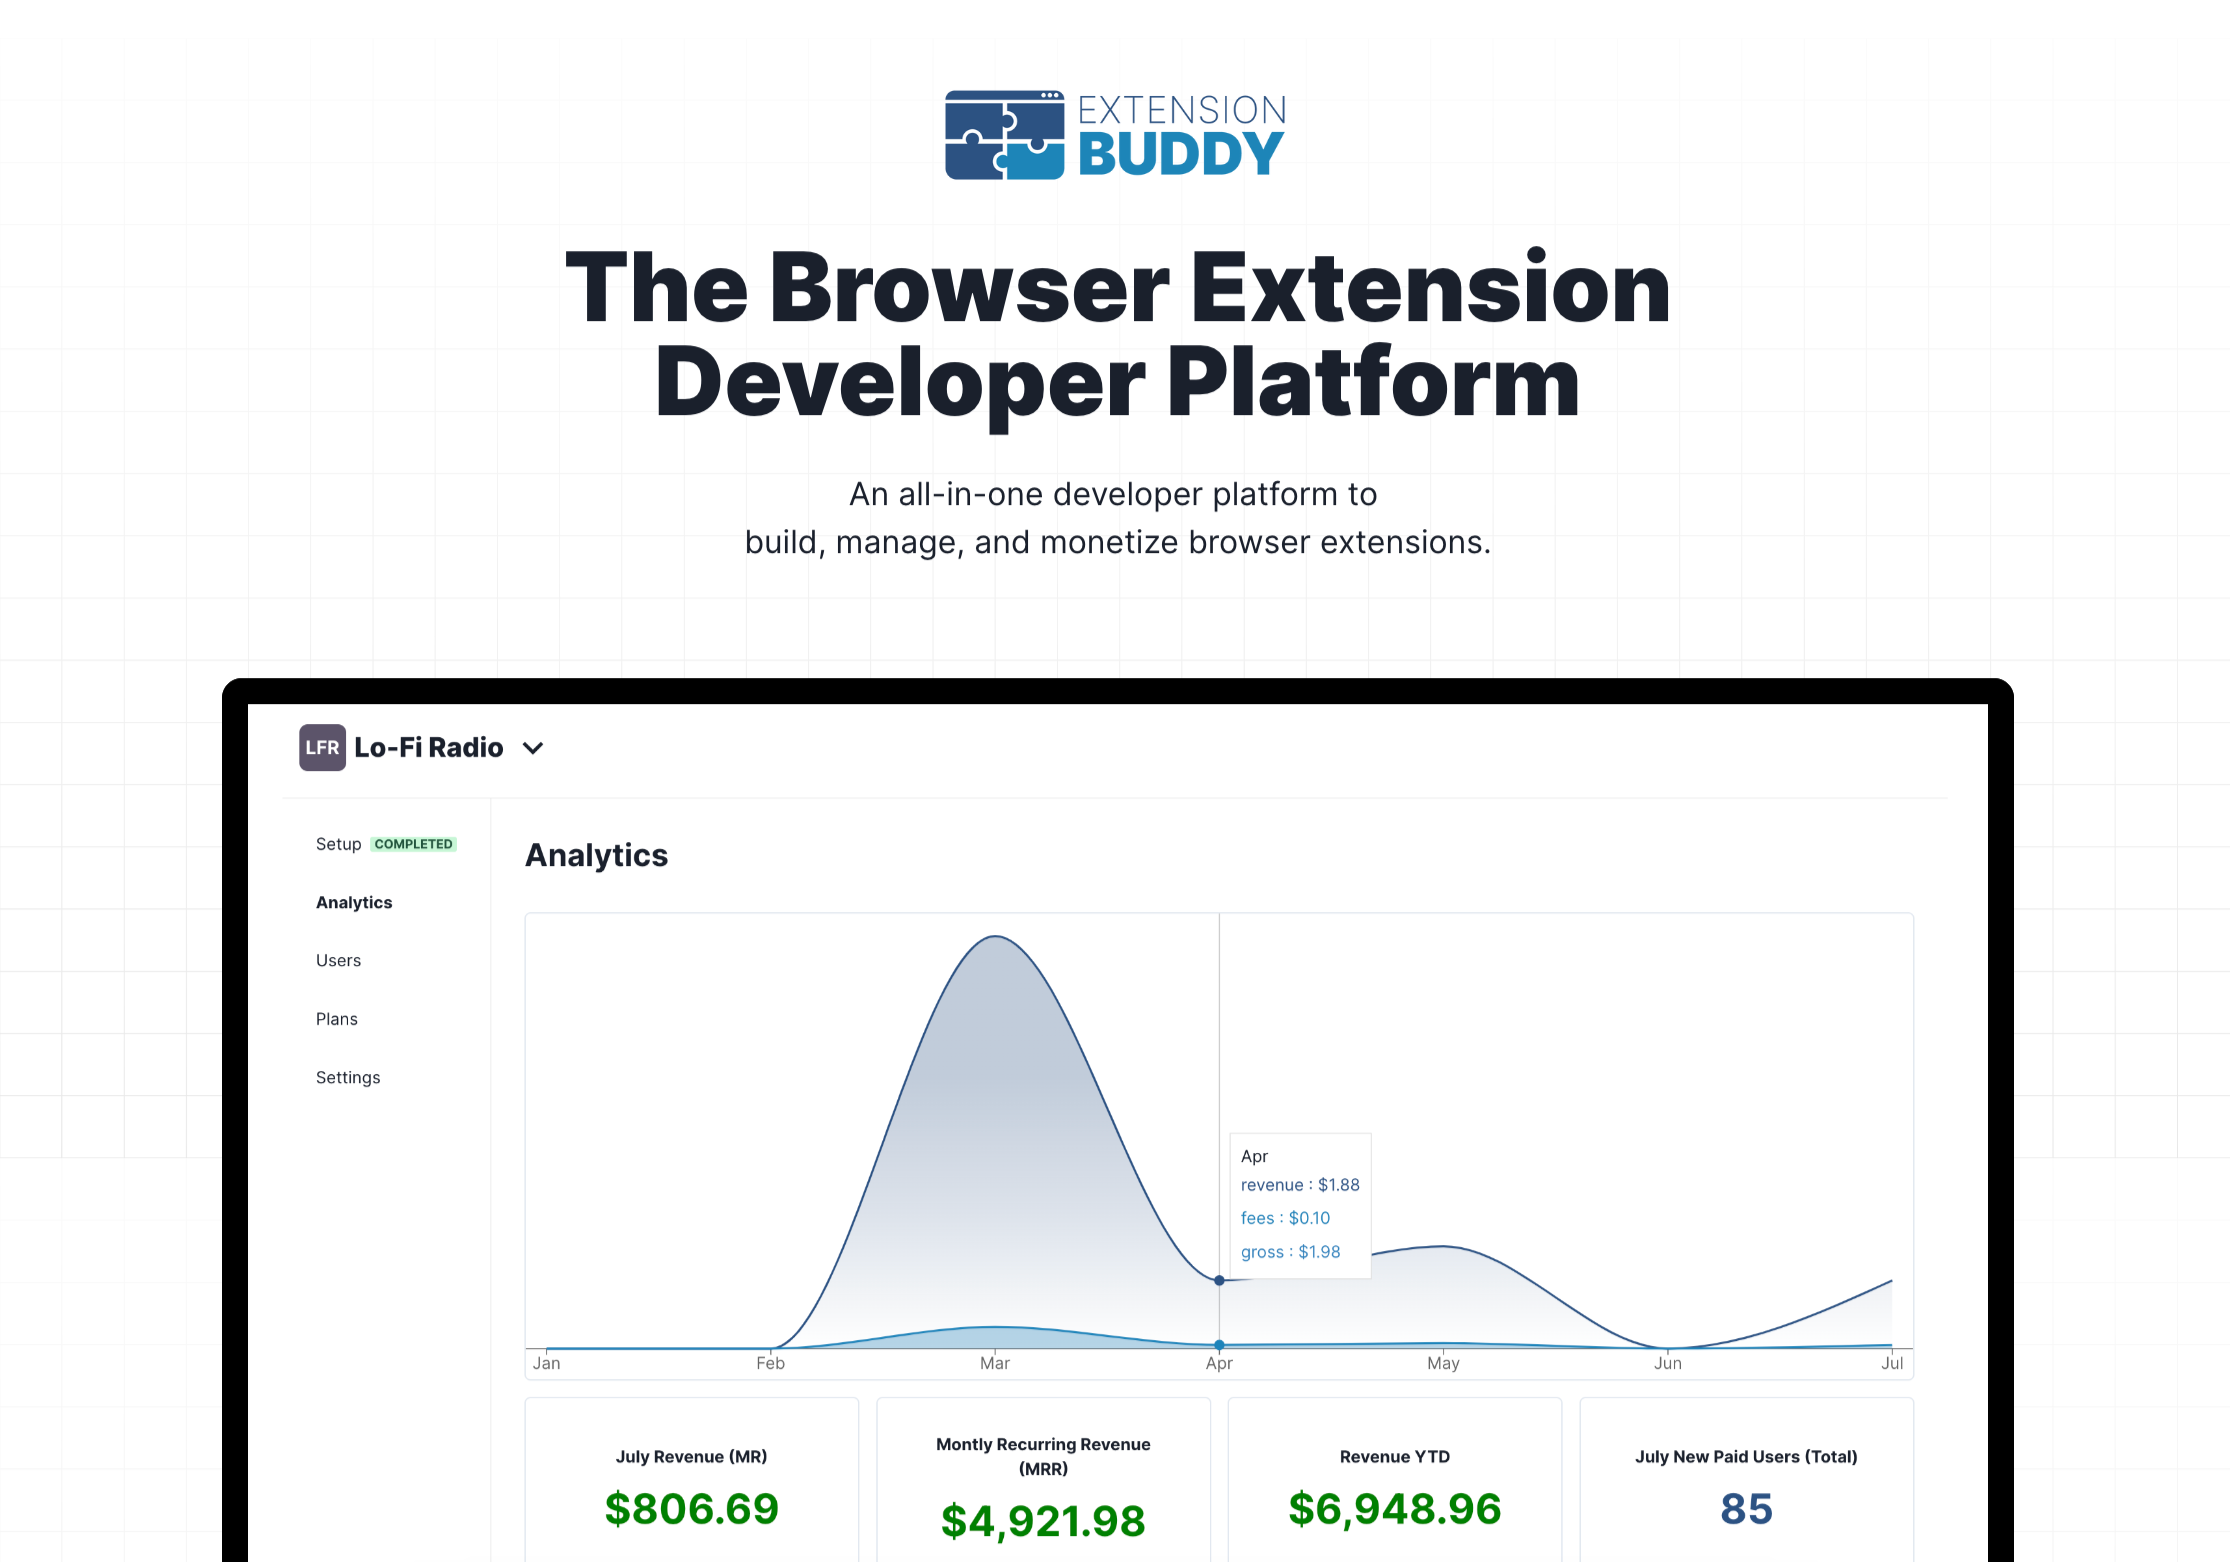 EXTENSION
BUDDY
The Browser Extension
Developer Platform
An all-in-one developer platform to
build, manage, and monetize browser extensions.
LFR Lo-Fi Radio
Setup COMPLETED
Analytics
Users
Plans
Settings
Analytics
Apr
revenue : $1.88
fees : $0.10
gross : $1.98
Jan Feb Mar Apr May Jun Jul
July Revenue (MR)
$806.69
Montly Recurring Revenue
(MRR)
$4,921.98
Revenue YTD
$6,948.96
July New Paid Users (Total)
85